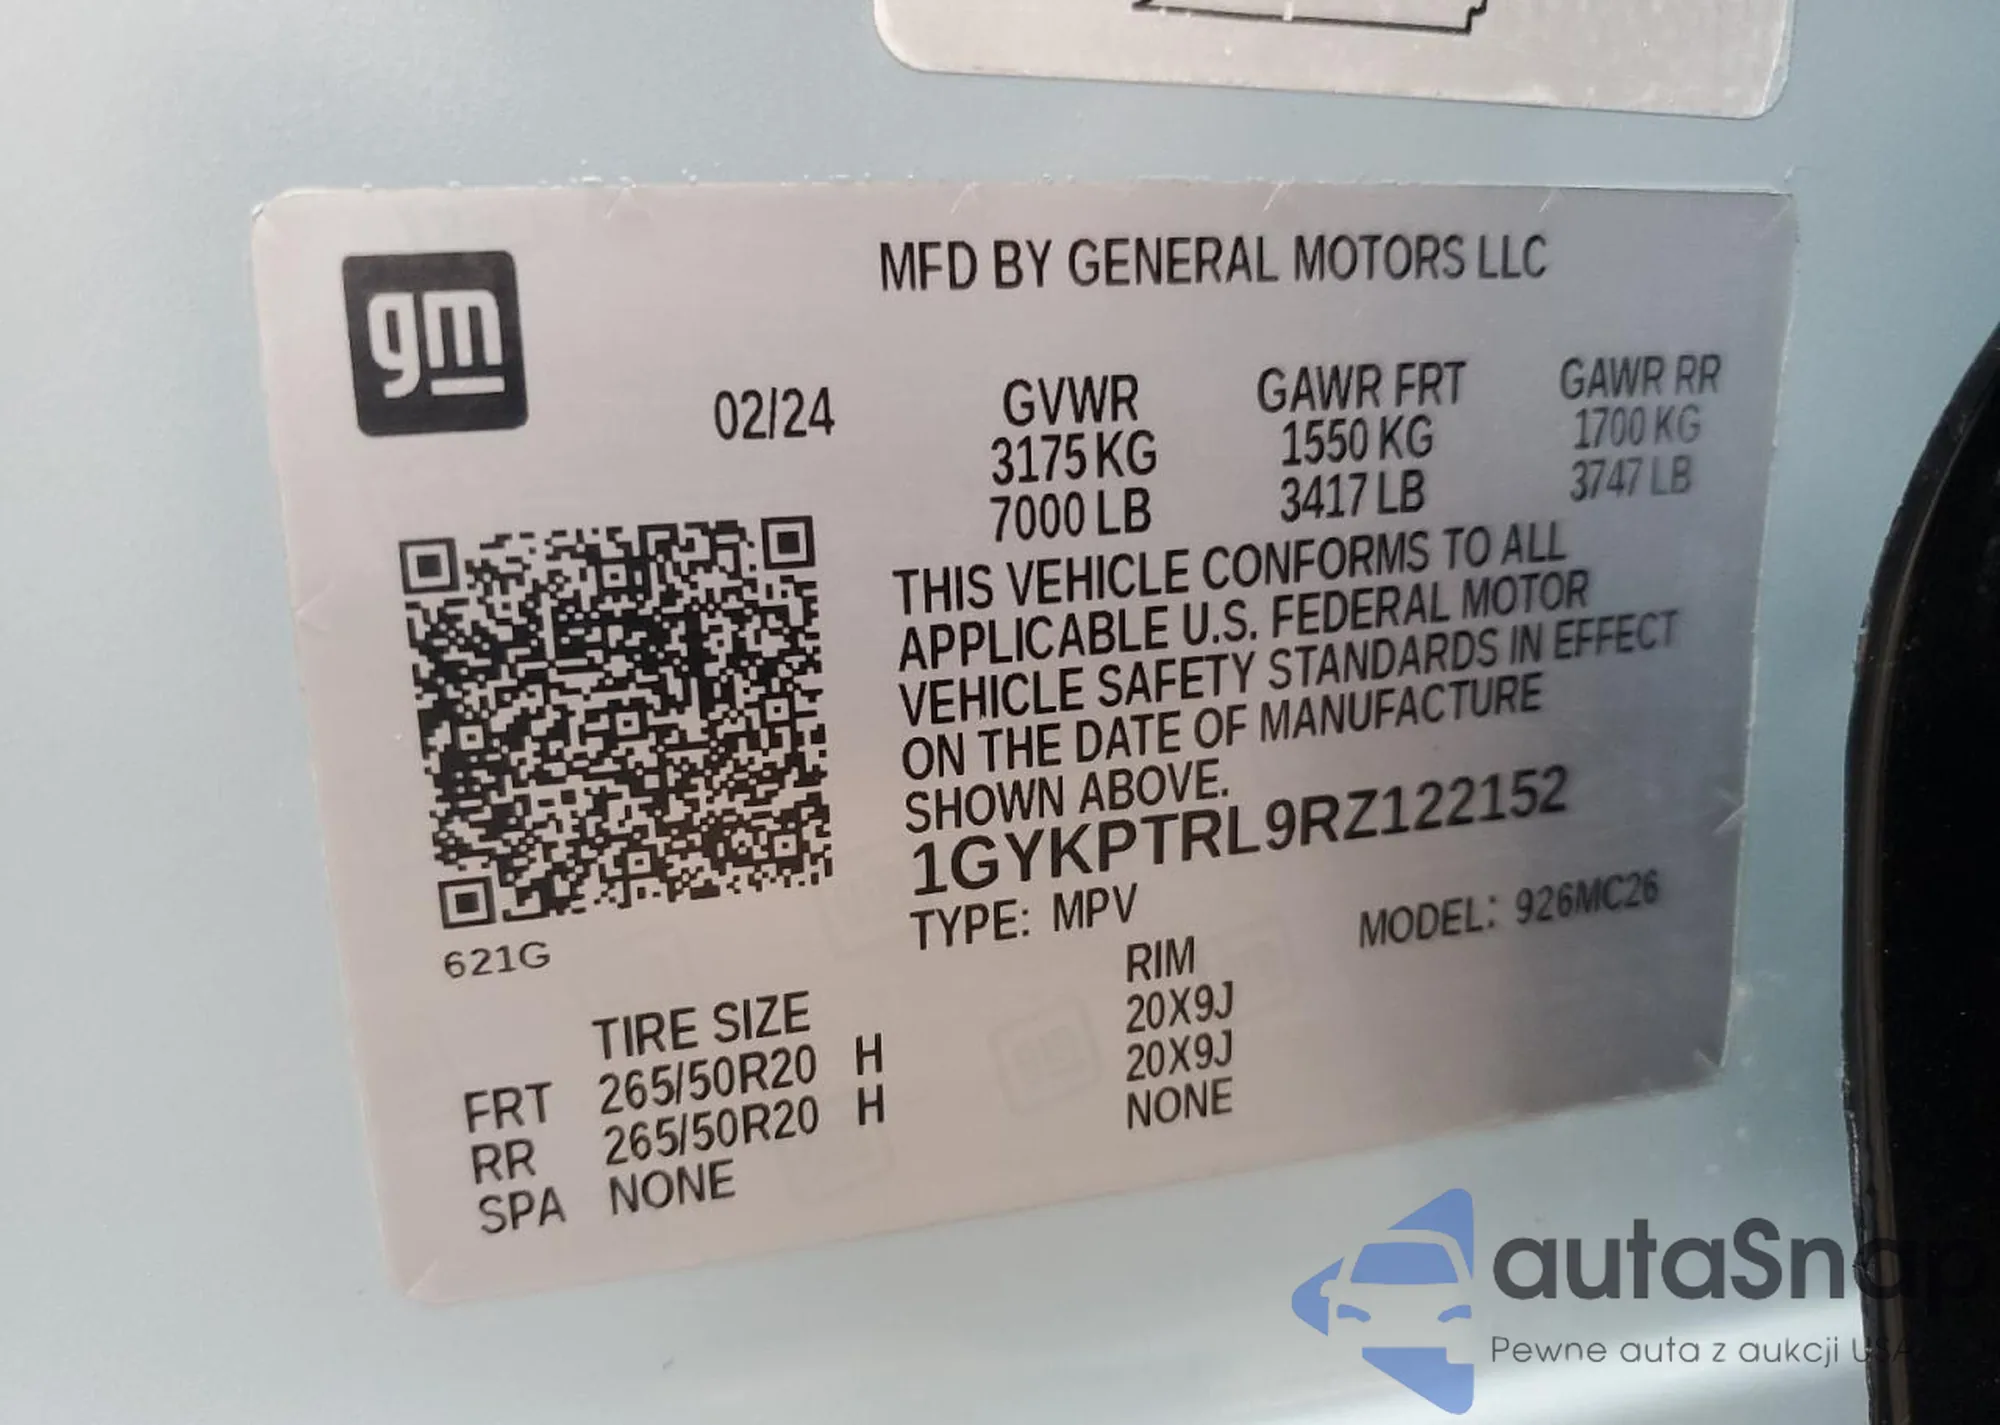 gm
MFD BY GENERAL MOTORS LLC
02/24
GVWR GAWR FRT GAWR RR
3175 KG 1550 KG 1700 KG
7000 LB 3417 LB 3747 LB
THIS VEHICLE CONFORMS TO ALL
APPLICABLE U.S. FEDERAL MOTOR
VEHICLE SAFETY STANDARDS IN EFFECT
ON THE DATE OF MANUFACTURE
SHOWN ABOVE.
1GYKPTRL9RZ122152
TYPE: MPV MODEL: 926MC26
621G
TIRE SIZE RIM
FRT 265/50R20 H 20X9J
RR 265/50R20 H 20X9J
SPA NONE NONE
autaSnap
Pewne auta z aukcji USA